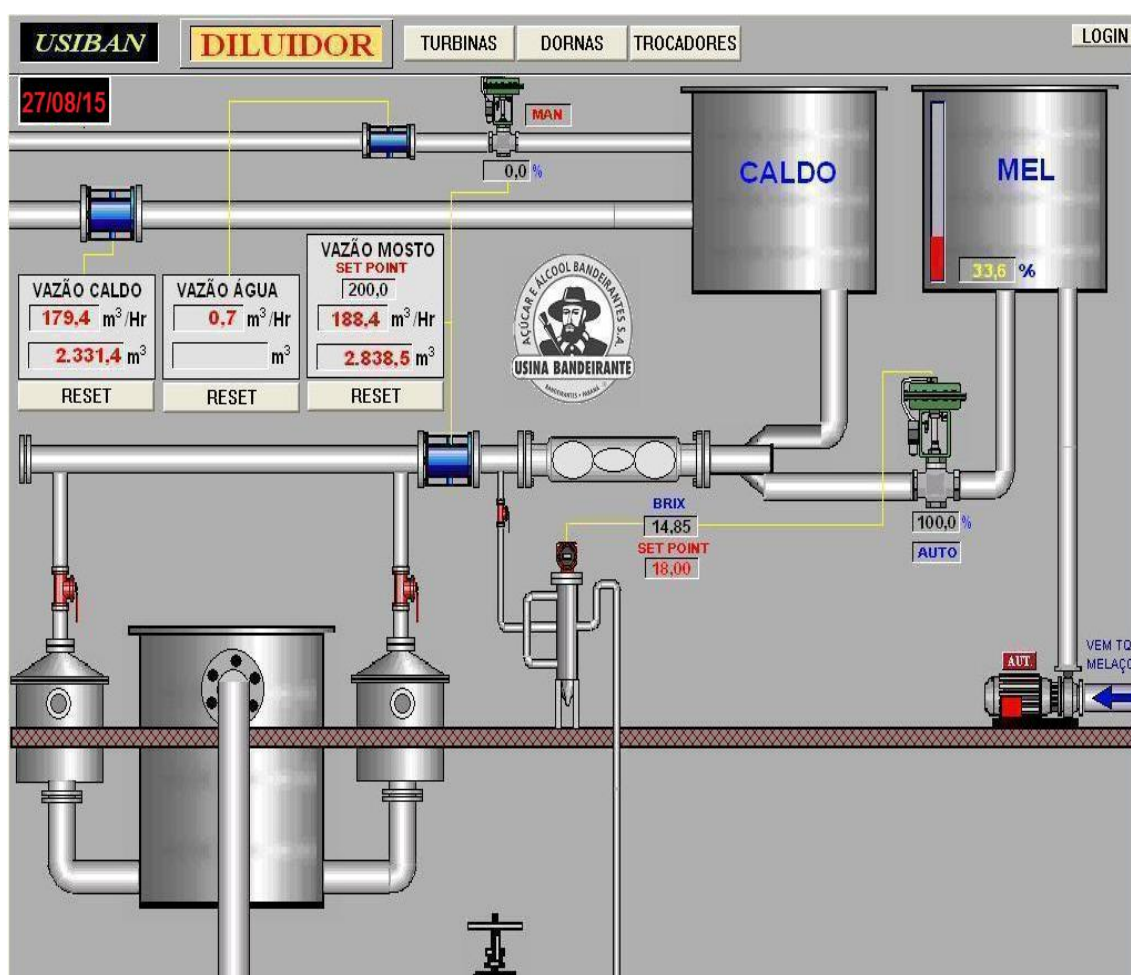 USIBAN
DILUIDOR
TURBINAS
DORNAS
TROCADORES
LOGIN
27/08/15
MAN
0,0 %
CALDO
MEL
33,6 %
VAZÃO CALDO
179,4 m³/Hr
2.331,4 m³
RESET
VAZÃO ÁGUA
0,7 m³/Hr
m³
RESET
VAZÃO MOSTO
SET POINT
200,0
188,4 m³/Hr
2.838,5 m³
RESET
AÇÚCAR E ÁLCOOL BANDEIRANTES S.A.
USINA BANDEIRANTE
BANDEIRANTES - PARANÁ
BRIX
14,85
SET POINT
18,00
100,0 %
AUTO
AUT.
VEM TQ
MELAÇO